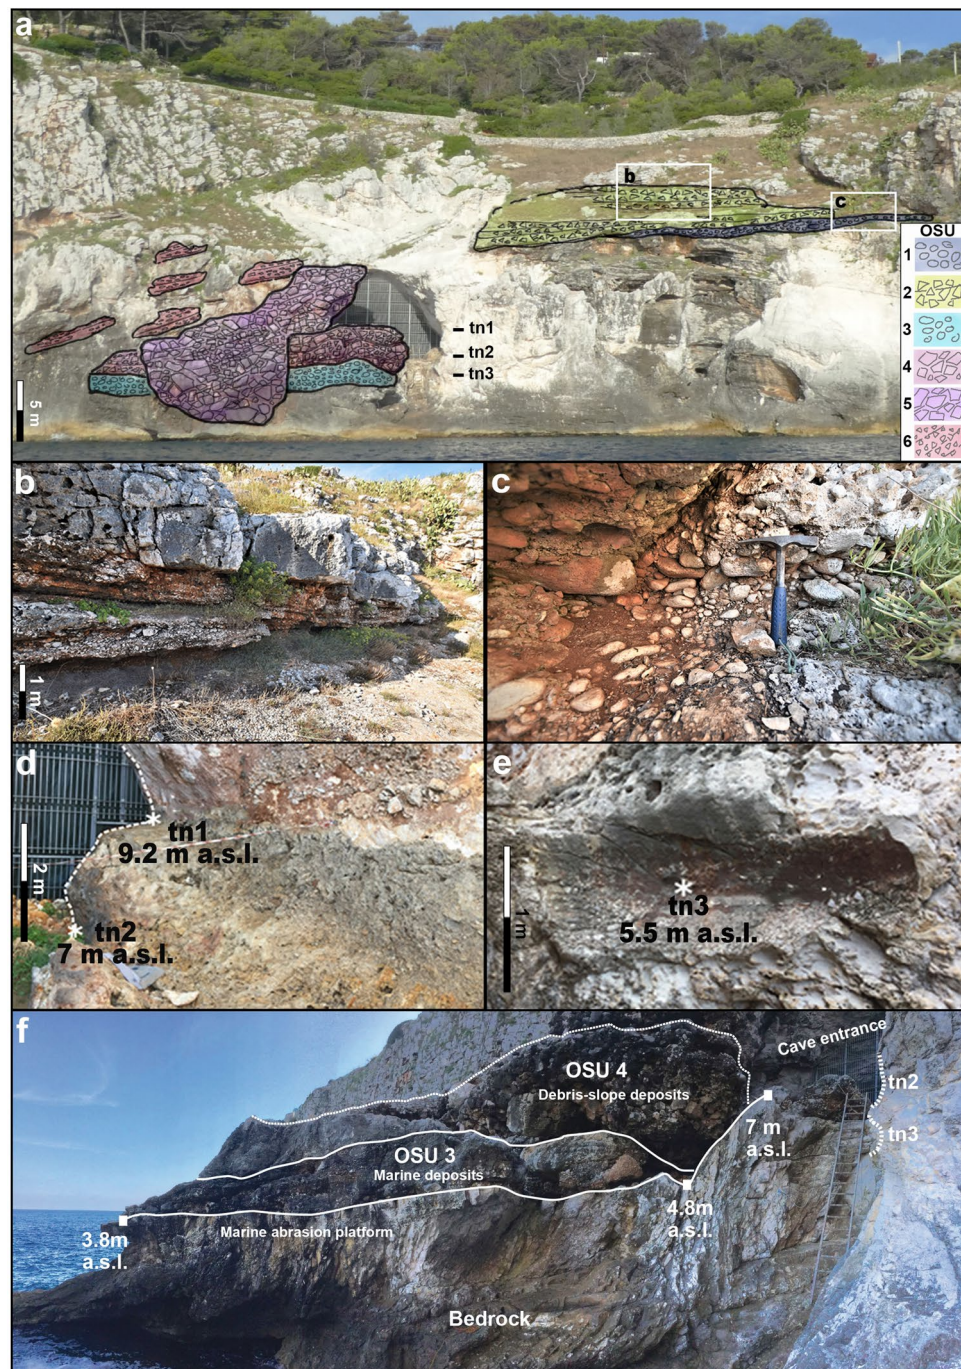 a
b
c
OSU
1
2
3
4
5
6
tn1
tn2
tn3
5 m
b
1 m
c
d
tn1
9.2 m a.s.l.
2 m
tn2
7 m a.s.l.
e
tn3
5.5 m a.s.l.
1m
f
Cave entrance
OSU 4
Debris-slope deposits
tn2
7 m
a.s.l.
tn3
OSU 3
Marine deposits
4.8m
a.s.l.
Marine abrasion platform
3.8m
a.s.l.
Bedrock